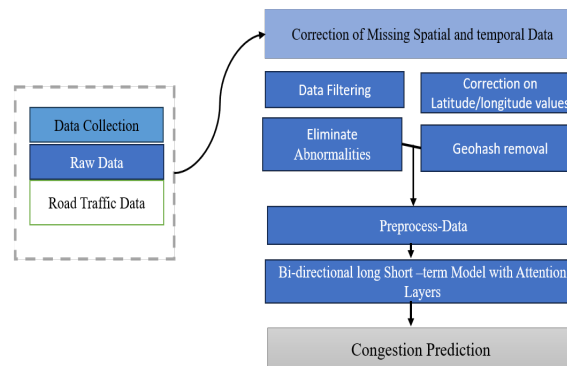 Correction of Missing Spatial and temporal Data
Data Collection
Raw Data
Road Traffic Data
Data Filtering
Correction on
Latitude/longitude values
Eliminate
Abnormalities
Geohash removal
Preprocess-Data
Bi-directional long Short –term Model with Attention
Layers
Congestion Prediction